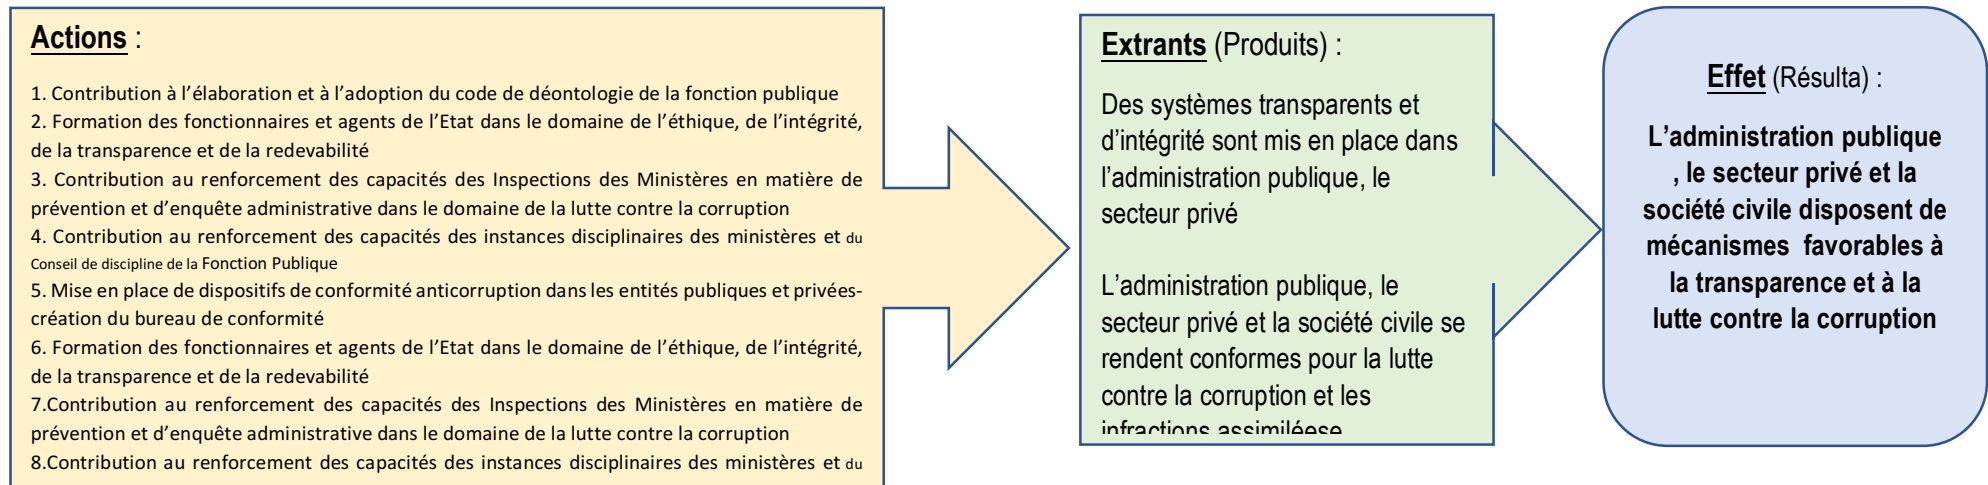 Actions :
1. Contribution à l’élaboration et à l’adoption du code de déontologie de la fonction publique
2. Formation des fonctionnaires et agents de l’Etat dans le domaine de l’éthique, de l’intégrité,
de la transparence et de la redevabilité
3. Contribution au renforcement des capacités des Inspections des Ministères en matière de
prévention et d’enquête administrative dans le domaine de la lutte contre la corruption
4. Contribution au renforcement des capacités des instances disciplinaires des ministères et du
Conseil de discipline de la Fonction Publique
5. Mise en place de dispositifs de conformité anticorruption dans les entités publiques et privées-
création du bureau de conformité
6. Formation des fonctionnaires et agents de l’Etat dans le domaine de l’éthique, de l’intégrité,
de la transparence et de la redevabilité
7.Contribution au renforcement des capacités des Inspections des Ministères en matière de
prévention et d’enquête administrative dans le domaine de la lutte contre la corruption
8.Contribution au renforcement des capacités des instances disciplinaires des ministères et du
Extrants (Produits) :
Des systèmes transparents et
d’intégrité sont mis en place dans
l’administration publique, le
secteur privé
L’administration publique, le
secteur privé et la société civile se
rendent conformes pour la lutte
contre la corruption et les
infractions assimiléese
Effet (Résulta) :
L’administration publique
, le secteur privé et la
société civile disposent de
mécanismes favorables à
la transparence et à la
lutte contre la corruption